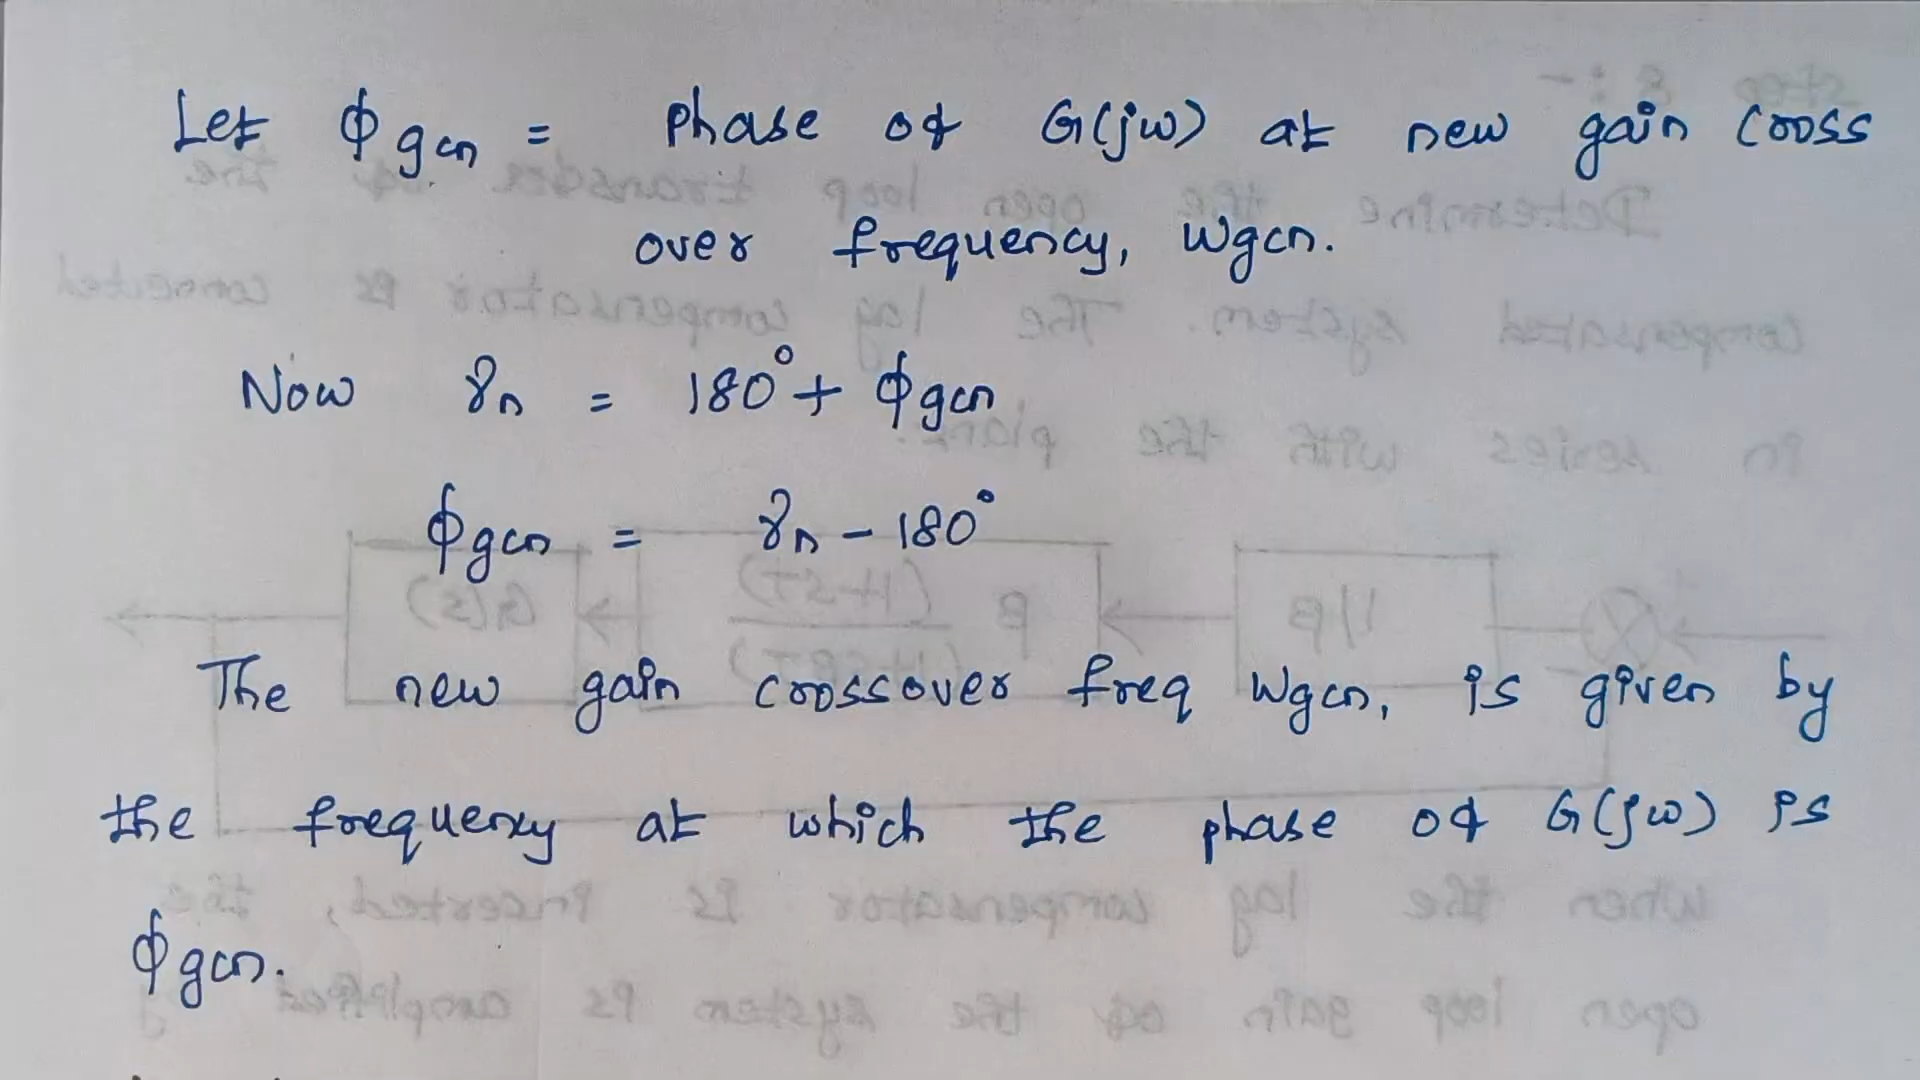 Let ϕgcn = phase of G(jω) at new gain cross
over frequency, ωgcn.
Now γn = 180° + ϕgcn
ϕgcn = γn - 180°
The new gain crossover freq ωgcn, is given by
the frequency at which the phase of G(jω) is
ϕgcn.